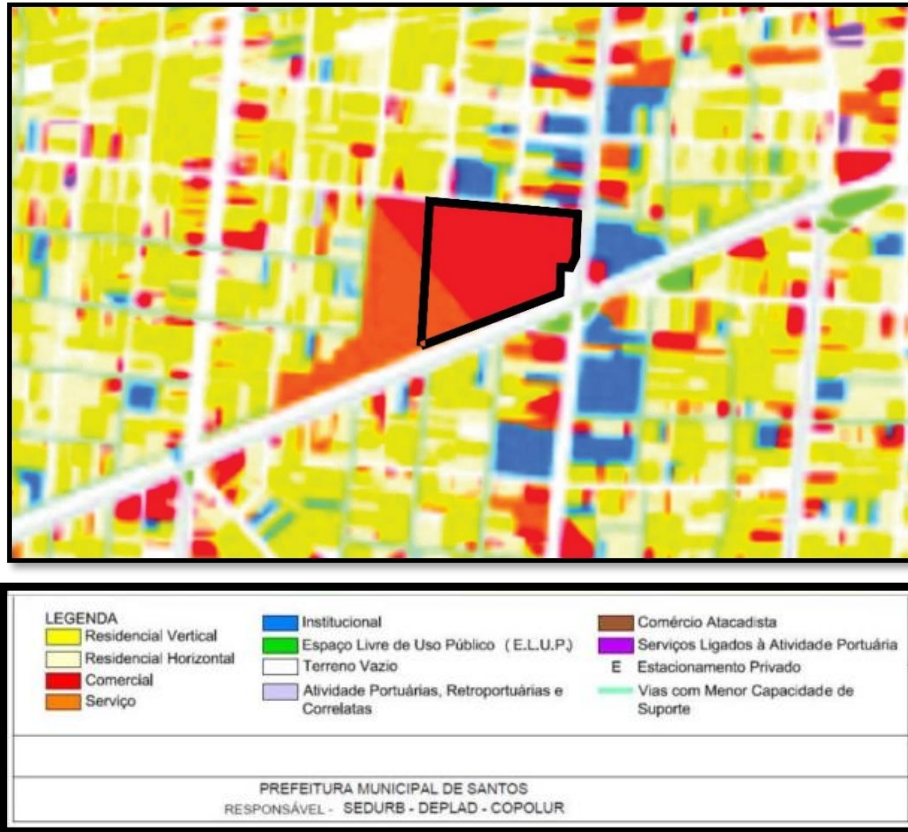 LEGENDA
Residencial Vertical
Residencial Horizontal
Comercial
Serviço
Institucional
Espaço Livre de Uso Público ( E.L.U.P.)
Terreno Vazio
Atividade Portuárias, Retroportuárias e
Correlatas
Comércio Atacadista
Serviços Ligados à Atividade Portuária
E Estacionamento Privado
Vias com Menor Capacidade de
Suporte
PREFEITURA MUNICIPAL DE SANTOS
RESPONSÁVEL - SEDURB - DEPLAD - COPOLUR